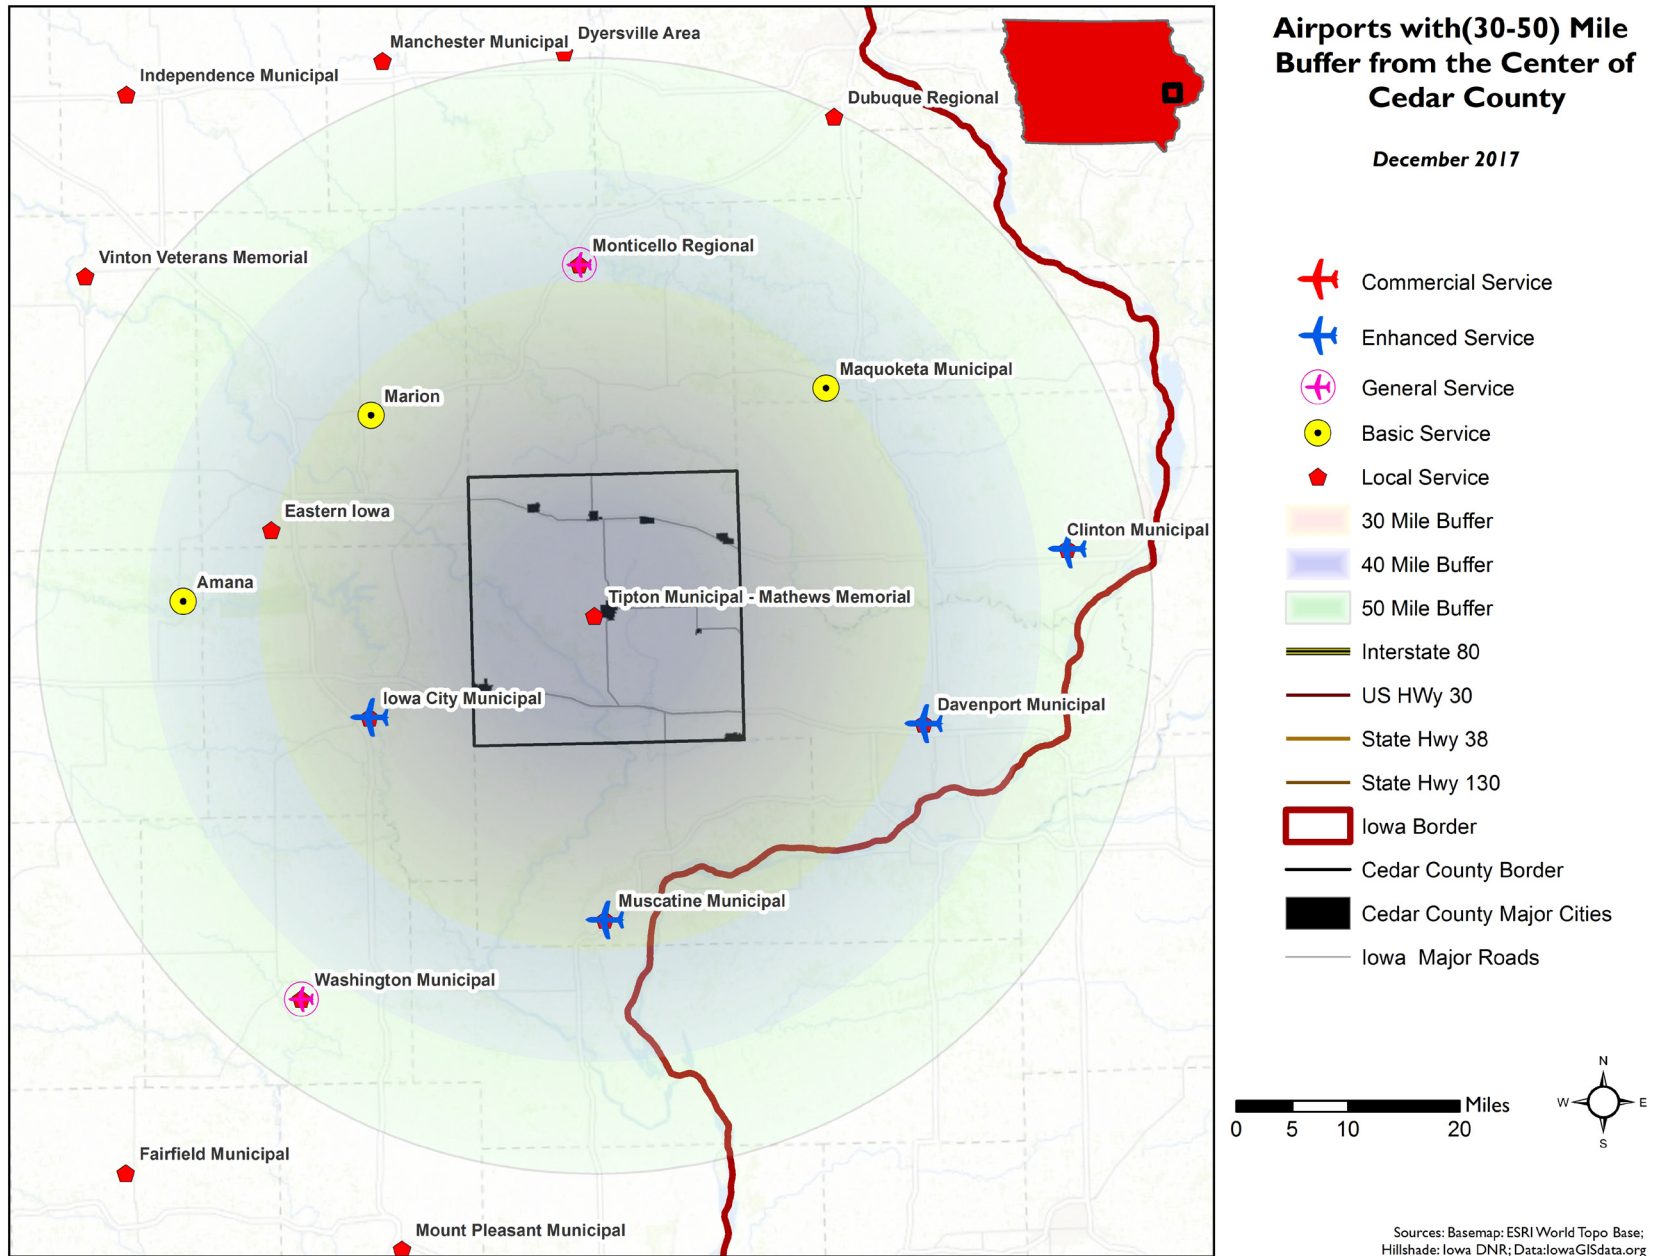 Airports with(30-50) Mile
Buffer from the Center of
Cedar County
December 2017
Manchester Municipal
Dyersville Area
Independence Municipal
Dubuque Regional
Vinton Veterans Memorial
Monticello Regional
Maquoketa Municipal
Marion
Eastern Iowa
Clinton Municipal
Amana
Tipton Municipal - Mathews Memorial
Iowa City Municipal
Davenport Municipal
Muscatine Municipal
Washington Municipal
Fairfield Municipal
Mount Pleasant Municipal
Commercial Service
Enhanced Service
General Service
Basic Service
Local Service
30 Mile Buffer
40 Mile Buffer
50 Mile Buffer
Interstate 80
US HWy 30
State Hwy 38
State Hwy 130
Iowa Border
Cedar County Border
Cedar County Major Cities
Iowa Major Roads
Miles
0 5 10 20
N
W E
S
Sources: Basemap: ESRI World Topo Base;
Hillshade: Iowa DNR; Data:IowaGISdata.org